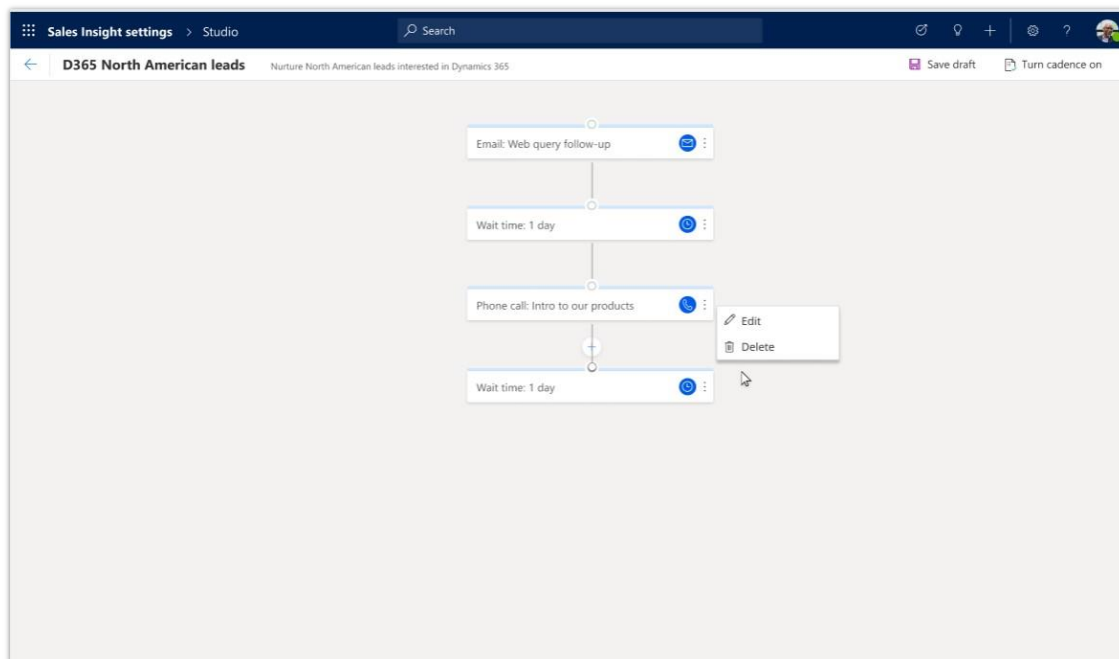 Sales Insight settings > Studio
Search
?
D365 North American leads
Nurture North American leads interested in Dynamics 365
Save draft
Turn cadence on
Email: Web query follow-up
Wait time: 1 day
Phone call: Intro to our products
Edit
Delete
Wait time: 1 day